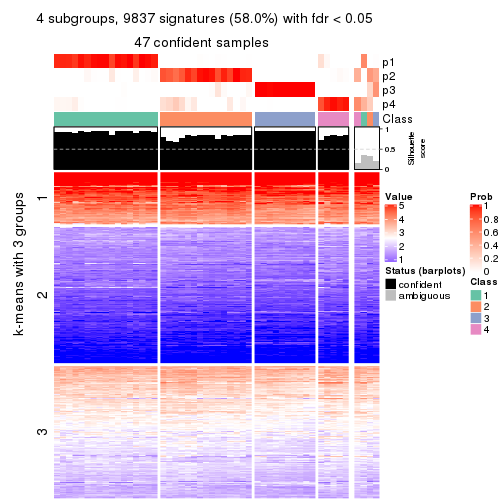 4 subgroups, 9837 signatures (58.0%) with fdr < 0.05
47 confident samples
p1
p2
p3
p4
Class
1
0.5
0
Silhouette
score
k-means with 3 groups
1
2
3
Value
5
4
3
2
1
Status (barplots)
confident
ambiguous
Prob
1
0.8
0.6
0.4
0.2
0
Class
1
2
3
4